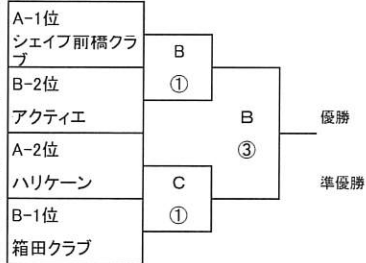 A-1位
シェイフ前橋クラ
ブ
B-2位
アクティエ
A-2位
ハリケーン
B-1位
箱田クラブ
B
①
C
①
B
③
優勝
準優勝